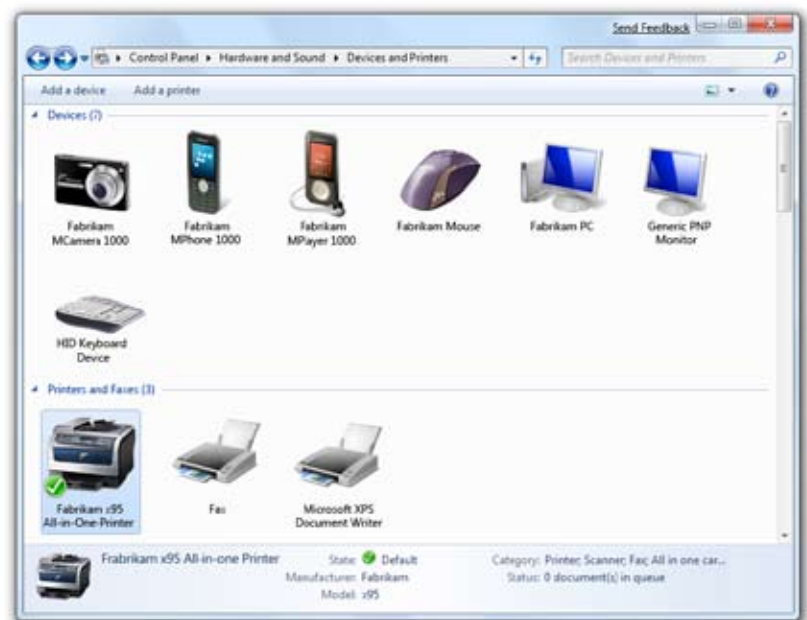 Send Feedback
Control Panel ▸ Hardware and Sound ▸ Devices and Printers
Search Devices and Printers
Add a device Add a printer
Devices (7)
Fabrikam
MCamera 1000
Fabrikam
MPhone 1000
Fabrikam
MPlayer 1000
Fabrikam Mouse
Fabrikam PC
Generic PNP
Monitor
HID Keyboard
Device
Printers and Faxes (3)
Fabrikam z95
All-in-One-Printer
Fax
Microsoft XPS
Document Writer
Frabrikam x95 All-in-one Printer
State: Default
Manufacturer: Fabrikam
Model: z95
Category: Printer; Scanner; Fax; All in one car...
Status: 0 document(s) in queue